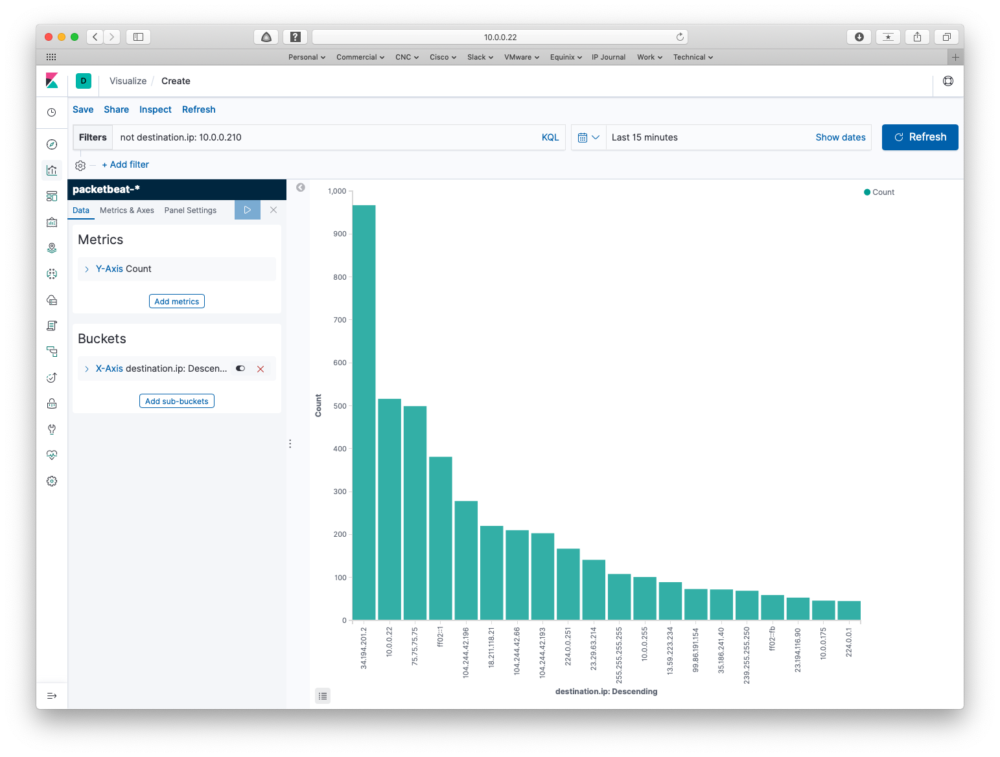 10.0.0.22
Personal Commercial CNC Cisco Slack VMware Equinix IP Journal Work Technical
D Visualize / Create
Save Share Inspect Refresh
Filters not destination.ip: 10.0.0.210 KQL Last 15 minutes Show dates Refresh
+ Add filter
packetbeat-*
Data Metrics & Axes Panel Settings
Metrics
Y-Axis Count
Add metrics
Buckets
X-Axis destination.ip: Descen...
Add sub-buckets
Count
1,000
900
800
700
600
500
400
300
200
100
0
Count
34.194.201.2
10.0.0.22
75.75.75.75
ff02::1
104.244.42.196
18.211.118.21
104.244.42.66
104.244.42.193
224.0.0.251
23.29.63.214
255.255.255.255
10.0.0.255
13.59.223.234
99.86.191.154
35.186.241.40
239.255.255.250
ff02::fb
23.194.116.90
10.0.0.175
224.0.0.1
destination.ip: Descending